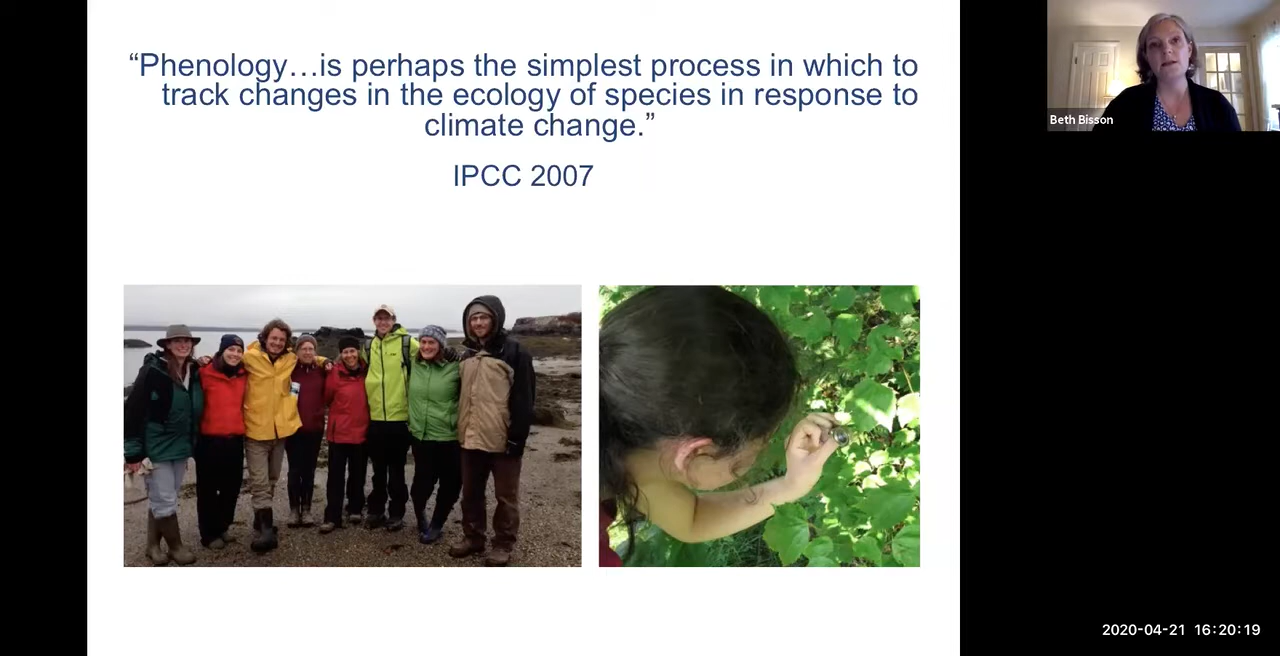 “Phenology…is perhaps the simplest process in which to
track changes in the ecology of species in response to
climate change.”
IPCC 2007
Beth Bisson
2020-04-21 16:20:19